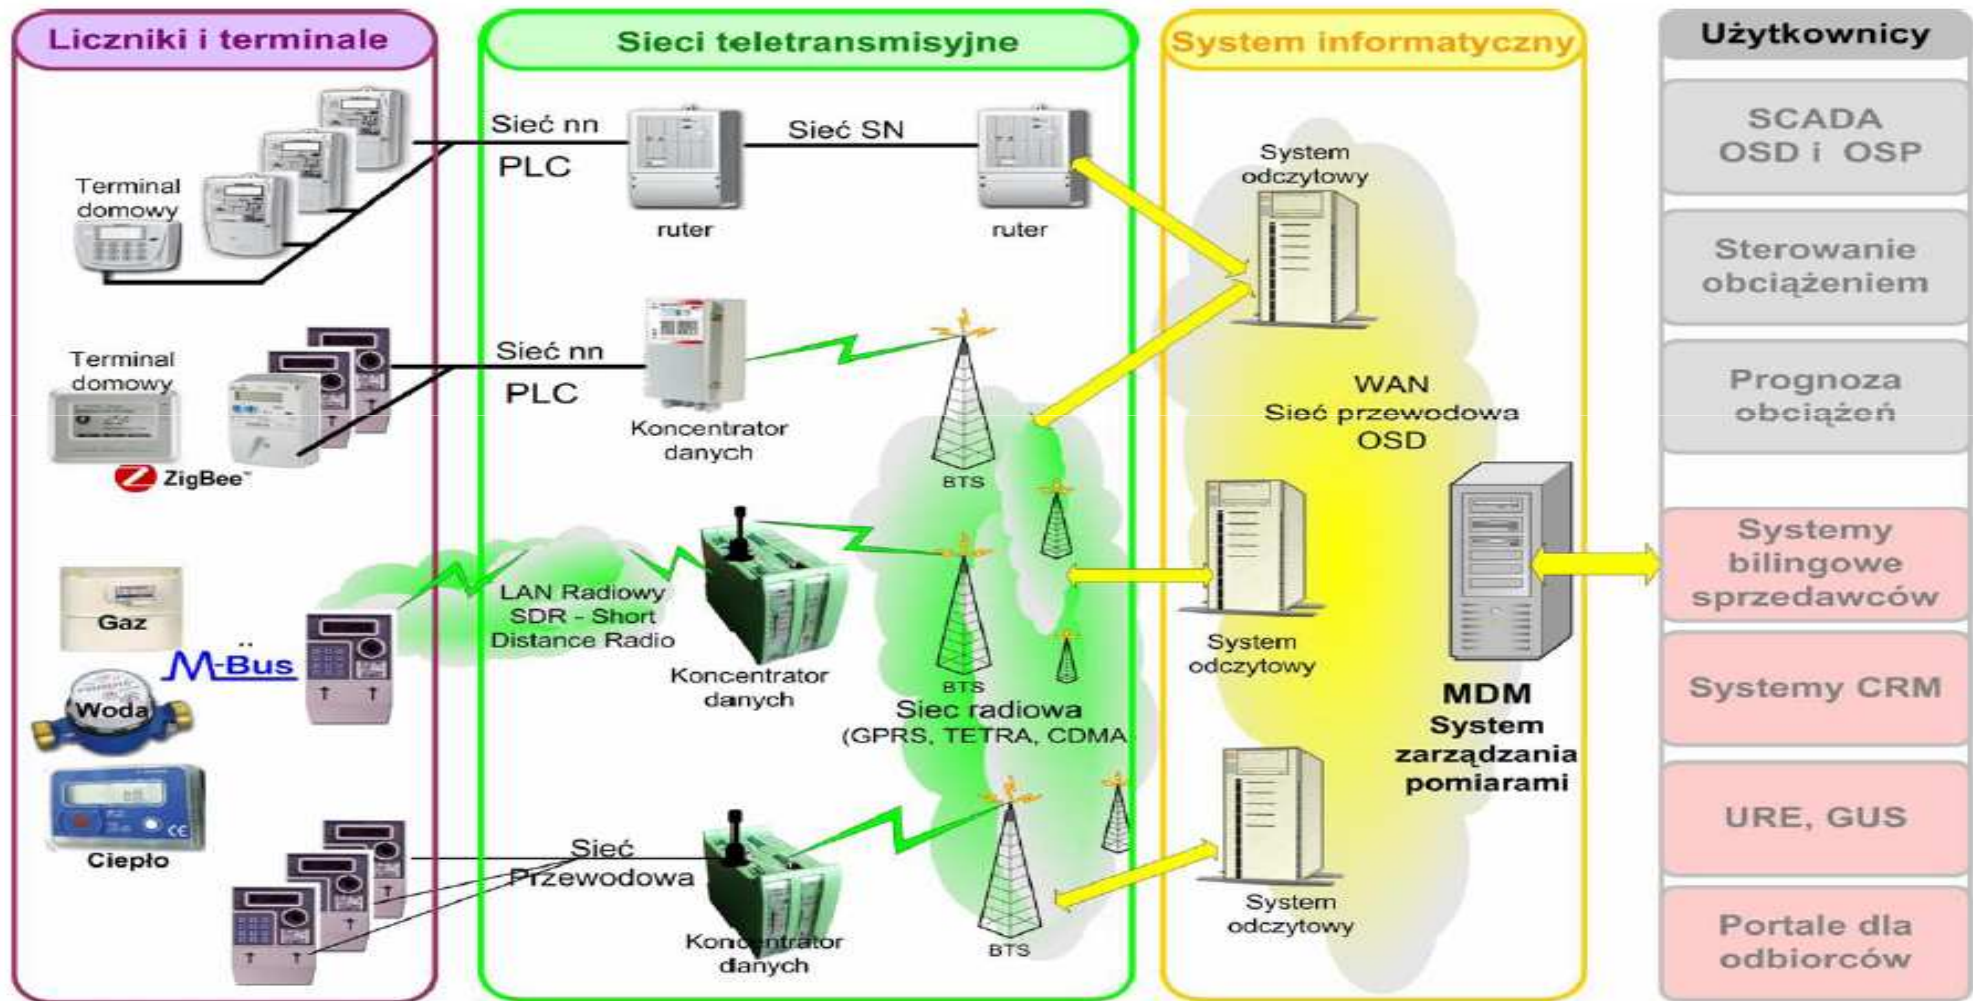 Liczniki i terminale
Terminal
domowy
Terminal
domowy
ZigBee™
Gaz
M-Bus
Woda
Ciepło
Sieci teletransmisyjne
Sieć nn
PLC
ruter
Sieć SN
ruter
Sieć nn
PLC
Koncentrator
danych
BTS
LAN Radiowy
SDR - Short
Distance Radio
Koncentrator
danych
BTS
Siec radiowa
(GPRS, TETRA, CDMA
Sieć
Przewodowa
Koncentrator
danych
BTS
System informatyczny
System
odczytowy
WAN
Sieć przewodowa
OSD
System
odczytowy
MDM
System
zarządzania
pomiarami
System
odczytowy
Użytkownicy
SCADA
OSD i OSP
Sterowanie
obciążeniem
Prognoza
obciążeń
Systemy
bilingowe
sprzedawców
Systemy CRM
URE, GUS
Portale dla
odbiorców